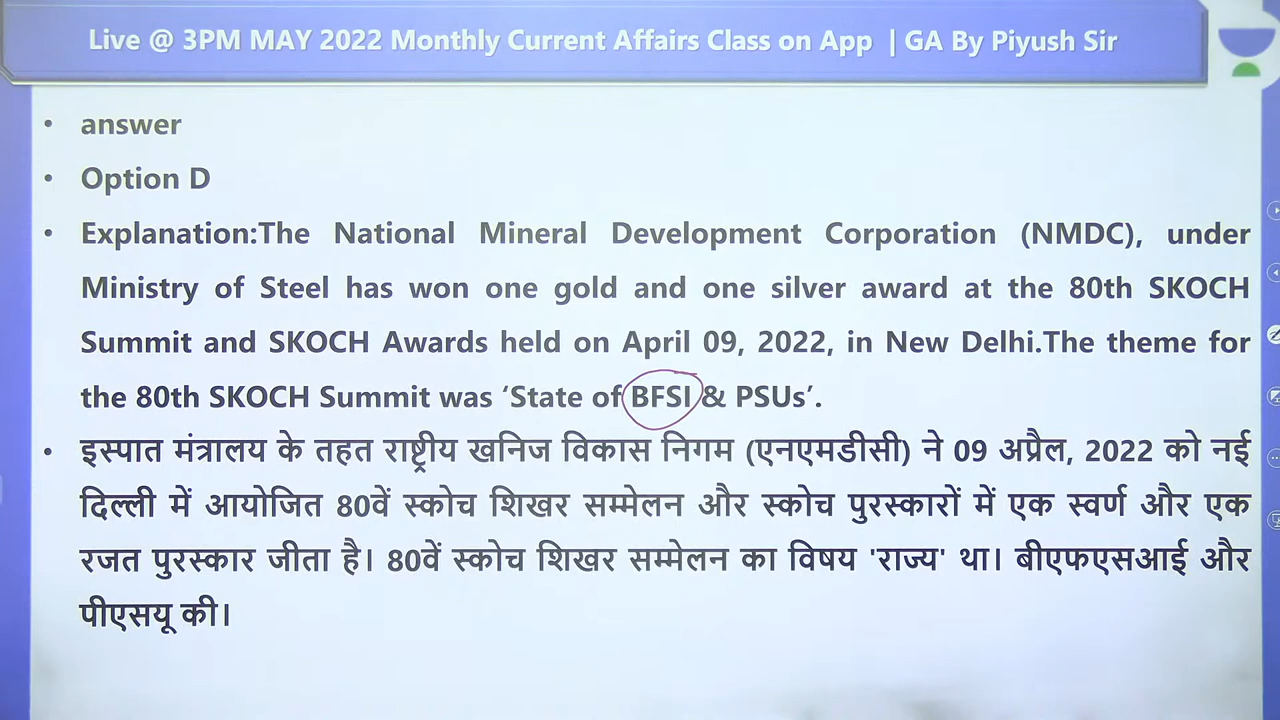 Live @ 3PM MAY 2022 Monthly Current Affairs Class on App | GA By Piyush Sir
• answer
• Option D
• Explanation:The National Mineral Development Corporation (NMDC), under
Ministry of Steel has won one gold and one silver award at the 80th SKOCH
Summit and SKOCH Awards held on April 09, 2022, in New Delhi.The theme for
the 80th SKOCH Summit was ‘State of BFSI & PSUs’.
• इस्पात मंत्रालय के तहत राष्ट्रीय खनिज विकास निगम (एनएमडीसी) ने 09 अप्रैल, 2022 को नई
दिल्ली में आयोजित 80वें स्कोच शिखर सम्मेलन और स्कोच पुरस्कारों में एक स्वर्ण और एक
रजत पुरस्कार जीता है। 80वें स्कोच शिखर सम्मेलन का विषय 'राज्य' था। बीएफएसआई और
पीएसयू की।